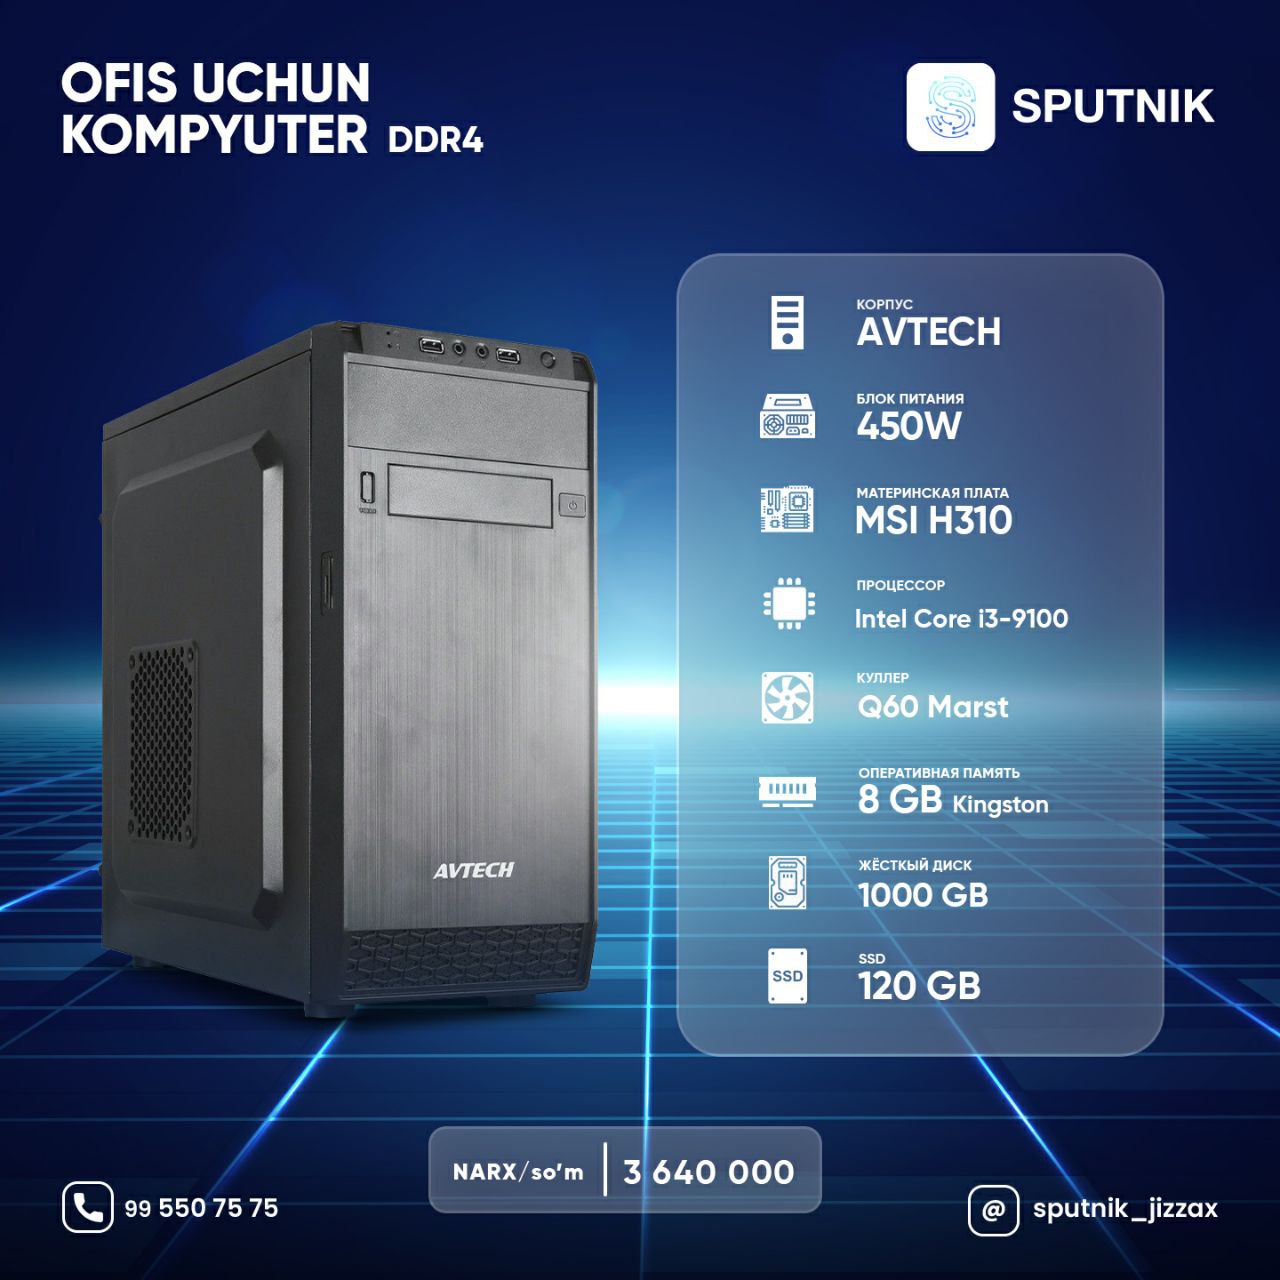 OFIS UCHUN
KOMPYUTER DDR4
SPUTNIK
КОРПУС
AVTECH
БЛОК ПИТАНИЯ
450W
МАТЕРИНСКАЯ ПЛАТА
MSI H310
ПРОЦЕССОР
Intel Core i3-9100
КУЛЛЕР
Q60 Marst
ОПЕРАТИВНАЯ ПАМЯТЬ
8 GB Kingston
ЖЁСТКЫЙ ДИСК
1000 GB
SSD
SSD
120 GB
AVTECH
NARX/so'm 3 640 000
99 550 75 75
@ sputnik_jizzax